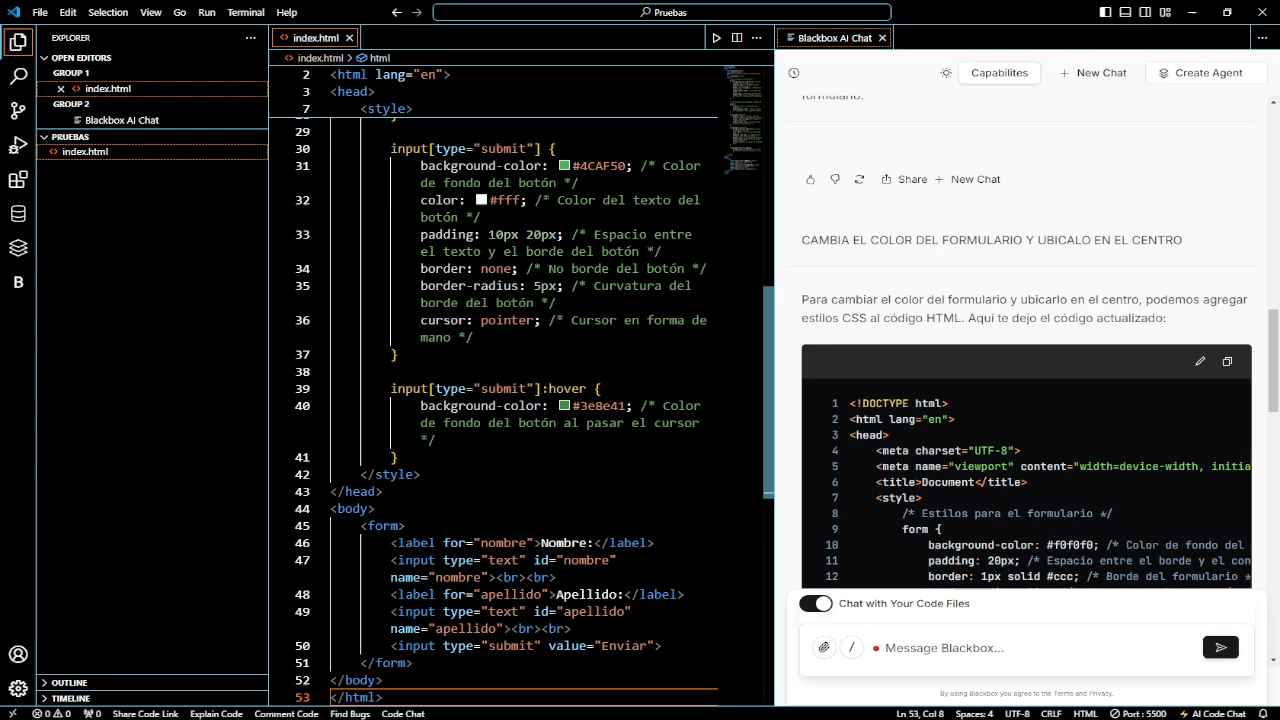 File Edit Selection View Go Run Terminal Help
Pruebas
EXPLORER
OPEN EDITORS
GROUP 1
index.html
GROUP 2
Blackbox AI Chat
PRUEBAS
index.html
OUTLINE
TIMELINE
index.html
index.html > html
2 <html lang="en">
3 <head>
7 <style>
29 }
30 input[type="submit"] {
31 background-color: #4CAF50; /* Color
de fondo del botón */
32 color: #fff; /* Color del texto del
botón */
33 padding: 10px 20px; /* Espacio entre
el texto y el borde del botón */
34 border: none; /* No borde del botón */
35 border-radius: 5px; /* Curvatura del
borde del botón */
36 cursor: pointer; /* Cursor en forma de
mano */
37 }
38
39 input[type="submit"]:hover {
40 background-color: #3e8e41; /* Color
de fondo del botón al pasar el cursor
*/
41 }
42 </style>
43 </head>
44 <body>
45 <form>
46 <label for="nombre">Nombre:</label>
47 <input type="text" id="nombre"
name="nombre"><br><br>
48 <label for="apellido">Apellido:</label>
49 <input type="text" id="apellido"
name="apellido"><br><br>
50 <input type="submit" value="Enviar">
51 </form>
52 </body>
53 </html>
Blackbox AI Chat
Capabilites
+ New Chat
Create Agent
formulario.
Share + New Chat
CAMBIA EL COLOR DEL FORMULARIO Y UBICALO EN EL CENTRO
Para cambiar el color del formulario y ubicarlo en el centro, podemos agregar
estilos CSS al código HTML. Aquí te dejo el código actualizado:
1 <!DOCTYPE html>
2 <html lang="en">
3 <head>
4 <meta charset="UTF-8">
5 <meta name="viewport" content="width=device-width, initia
6 <title>Document</title>
7 <style>
8 /* Estilos para el formulario */
9 form {
10 background-color: #f0f0f0; /* Color de fondo del
11 padding: 20px; /* Espacio entre el borde y el con
12 border: 1px solid #ccc; /* Borde del formulario *
Chat with Your Code Files
/ Message Blackbox...
By using Blackbox you agree to the Terms and Privacy.
B
0 0 0 Share Code Link Explain Code Comment Code Find Bugs Code Chat
Ln 53, Col 8 Spaces: 4 UTF-8 CRLF HTML Port : 5500 AI Code Chat